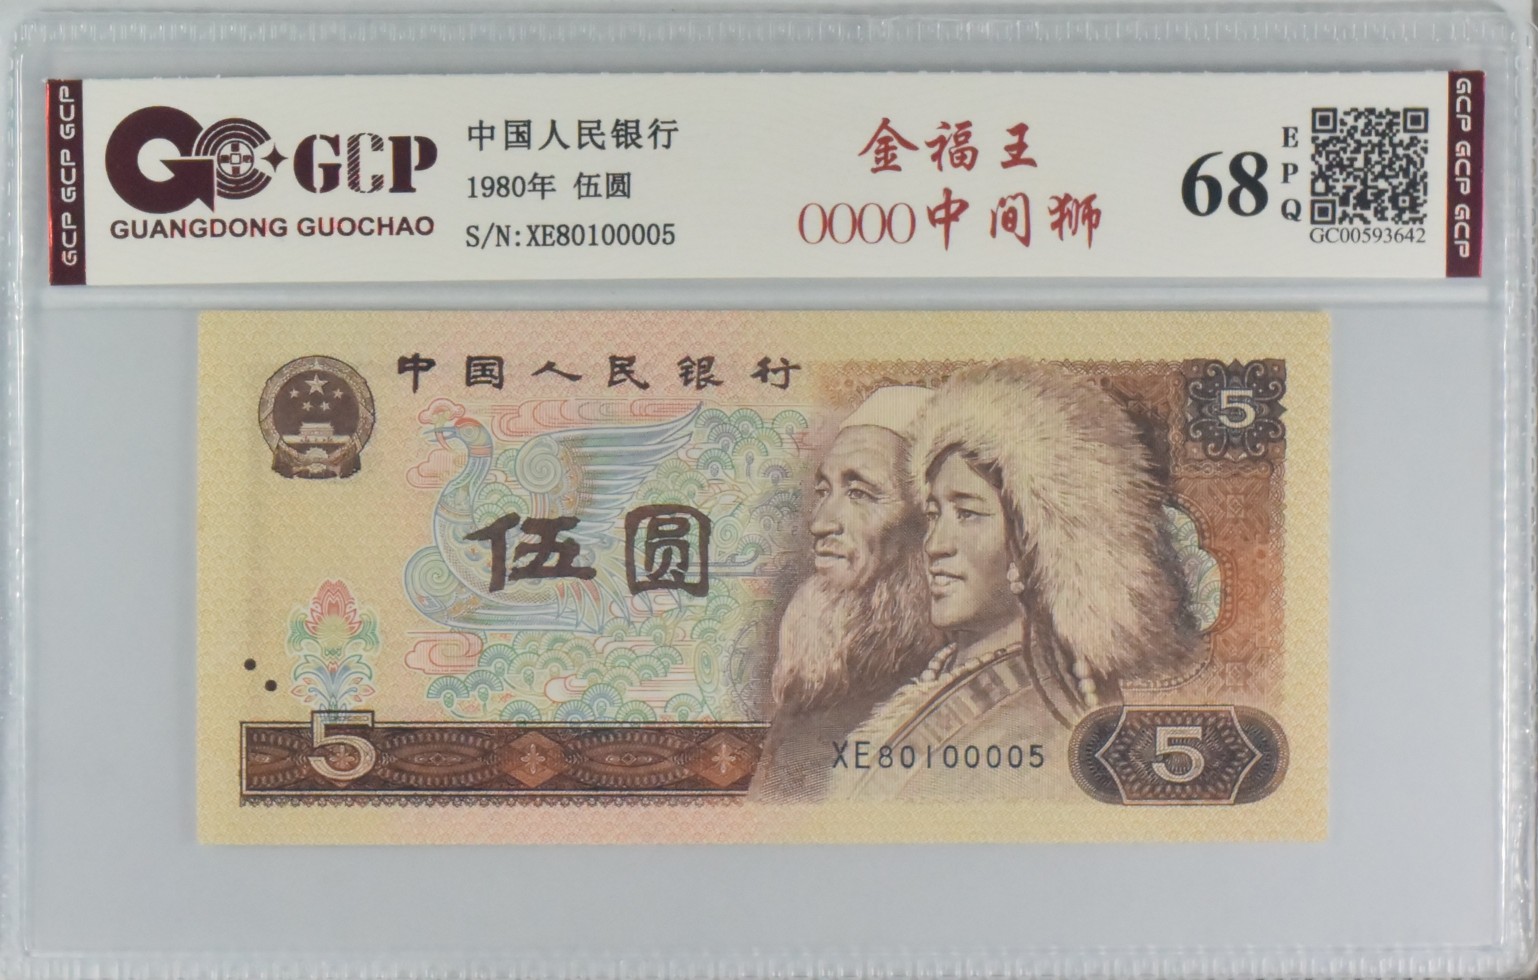 GCP GCP GCP
GCP
GUANGDONG GUOCHAO
中国人民银行
1980年 伍圆
S/N:XE80100005
金福王
0000中间狮
68
EPQ
GC00593642
GCP GCP GCP
中国人民银行
5
伍圆
5
XE80100005
5